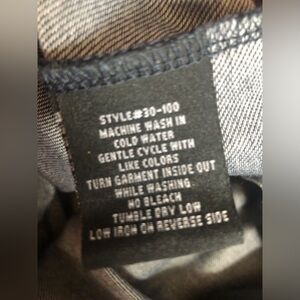 STYLE#30-100
MACHINE WASH IN
COLD WATER
GENTLE CYCLE WITH
LIKE COLORS
TURN GARMENT INSIDE OUT
WHILE WASHING
NO BLEACH
TUMBLE DRY LOW
LOW IRON ON REVERSE SIDE